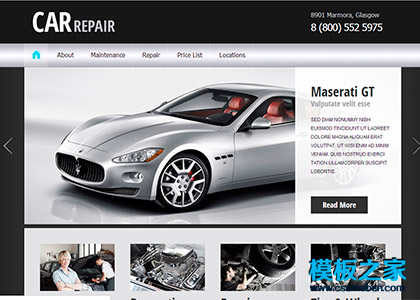 CAR REPAIR
8901 Marmora, Glasgow
8 (800) 552 5975
About
Maintenance
Repair
Price List
Locations
Maserati GT
Vulputate velit esse
SED DIAM NONUMMY NIBH
EUISMOD TINCIDUNT UT LAOREET
DOLORE MAGNA ALIQUAM ERAT
VOLUTPAT. UT WISI ENIM AD MINIM
VENIAM, QUIS NOSTRUD EXERCI
TATION ULLAMCORPER SUSCIPIT
LOBORTIS.
Read More
模板之家